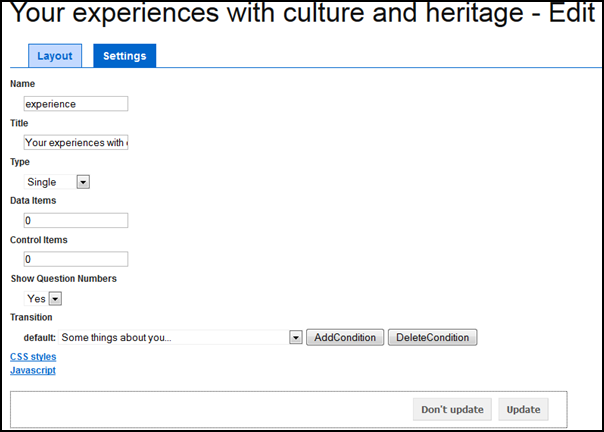 Your experiences with culture and heritage - Edit
Layout Settings
Name
experience
Title
Your experiences with
Type
Single
Data Items
0
Control Items
0
Show Question Numbers
Yes
Transition
default: Some things about you... AddCondition DeleteCondition
CSS styles
Javascript
Don't update Update